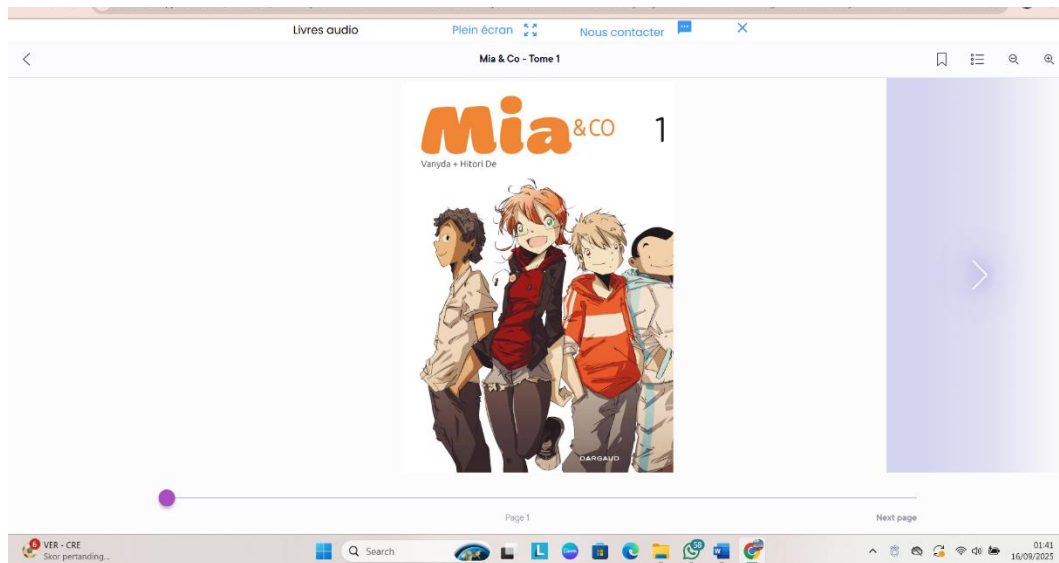 Livres audio
Plein écran
Nous contacter
Mia & Co - Tome 1
Mia & CO 1
Vanyda + Hitori De
DARGAUD
Page 1
Next page
VER - CRE
Skor pertanding...
Search
58
01:41
16/09/2025